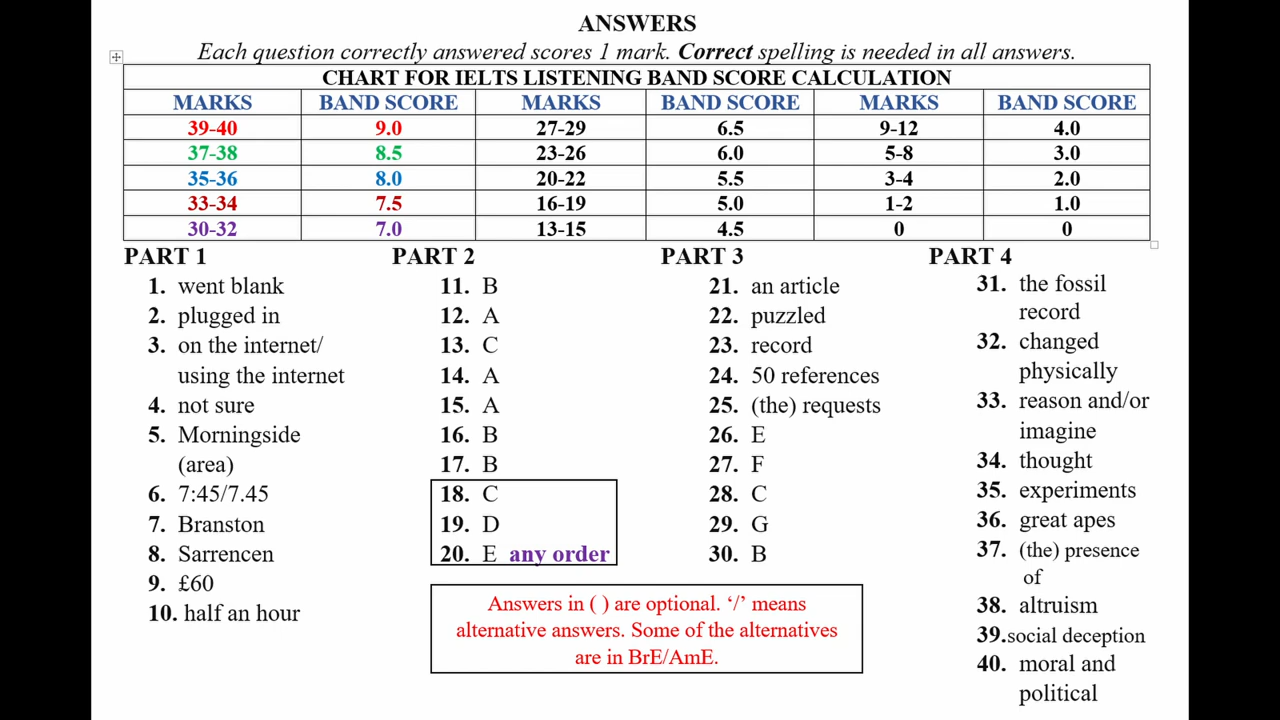 ANSWERS
Each question correctly answered scores 1 mark. Correct spelling is needed in all answers.
CHART FOR IELTS LISTENING BAND SCORE CALCULATION
MARKS BAND SCORE MARKS BAND SCORE MARKS BAND SCORE
39-40 9.0 27-29 6.5 9-12 4.0
37-38 8.5 23-26 6.0 5-8 3.0
35-36 8.0 20-22 5.5 3-4 2.0
33-34 7.5 16-19 5.0 1-2 1.0
30-32 7.0 13-15 4.5 0 0
PART 1
1. went blank
2. plugged in
3. on the internet/
using the internet
4. not sure
5. Morningside
(area)
6. 7:45/7.45
7. Branston
8. Sarrencen
9. £60
10. half an hour
PART 2
11. B
12. A
13. C
14. A
15. A
16. B
17. B
18. C
19. D
20. E any order
PART 3
21. an article
22. puzzled
23. record
24. 50 references
25. (the) requests
26. E
27. F
28. C
29. G
30. B
Answers in ( ) are optional. ‘/’ means
alternative answers. Some of the alternatives
are in BrE/AmE.
PART 4
31. the fossil
record
32. changed
physically
33. reason and/or
imagine
34. thought
35. experiments
36. great apes
37. (the) presence
of
38. altruism
39. social deception
40. moral and
political